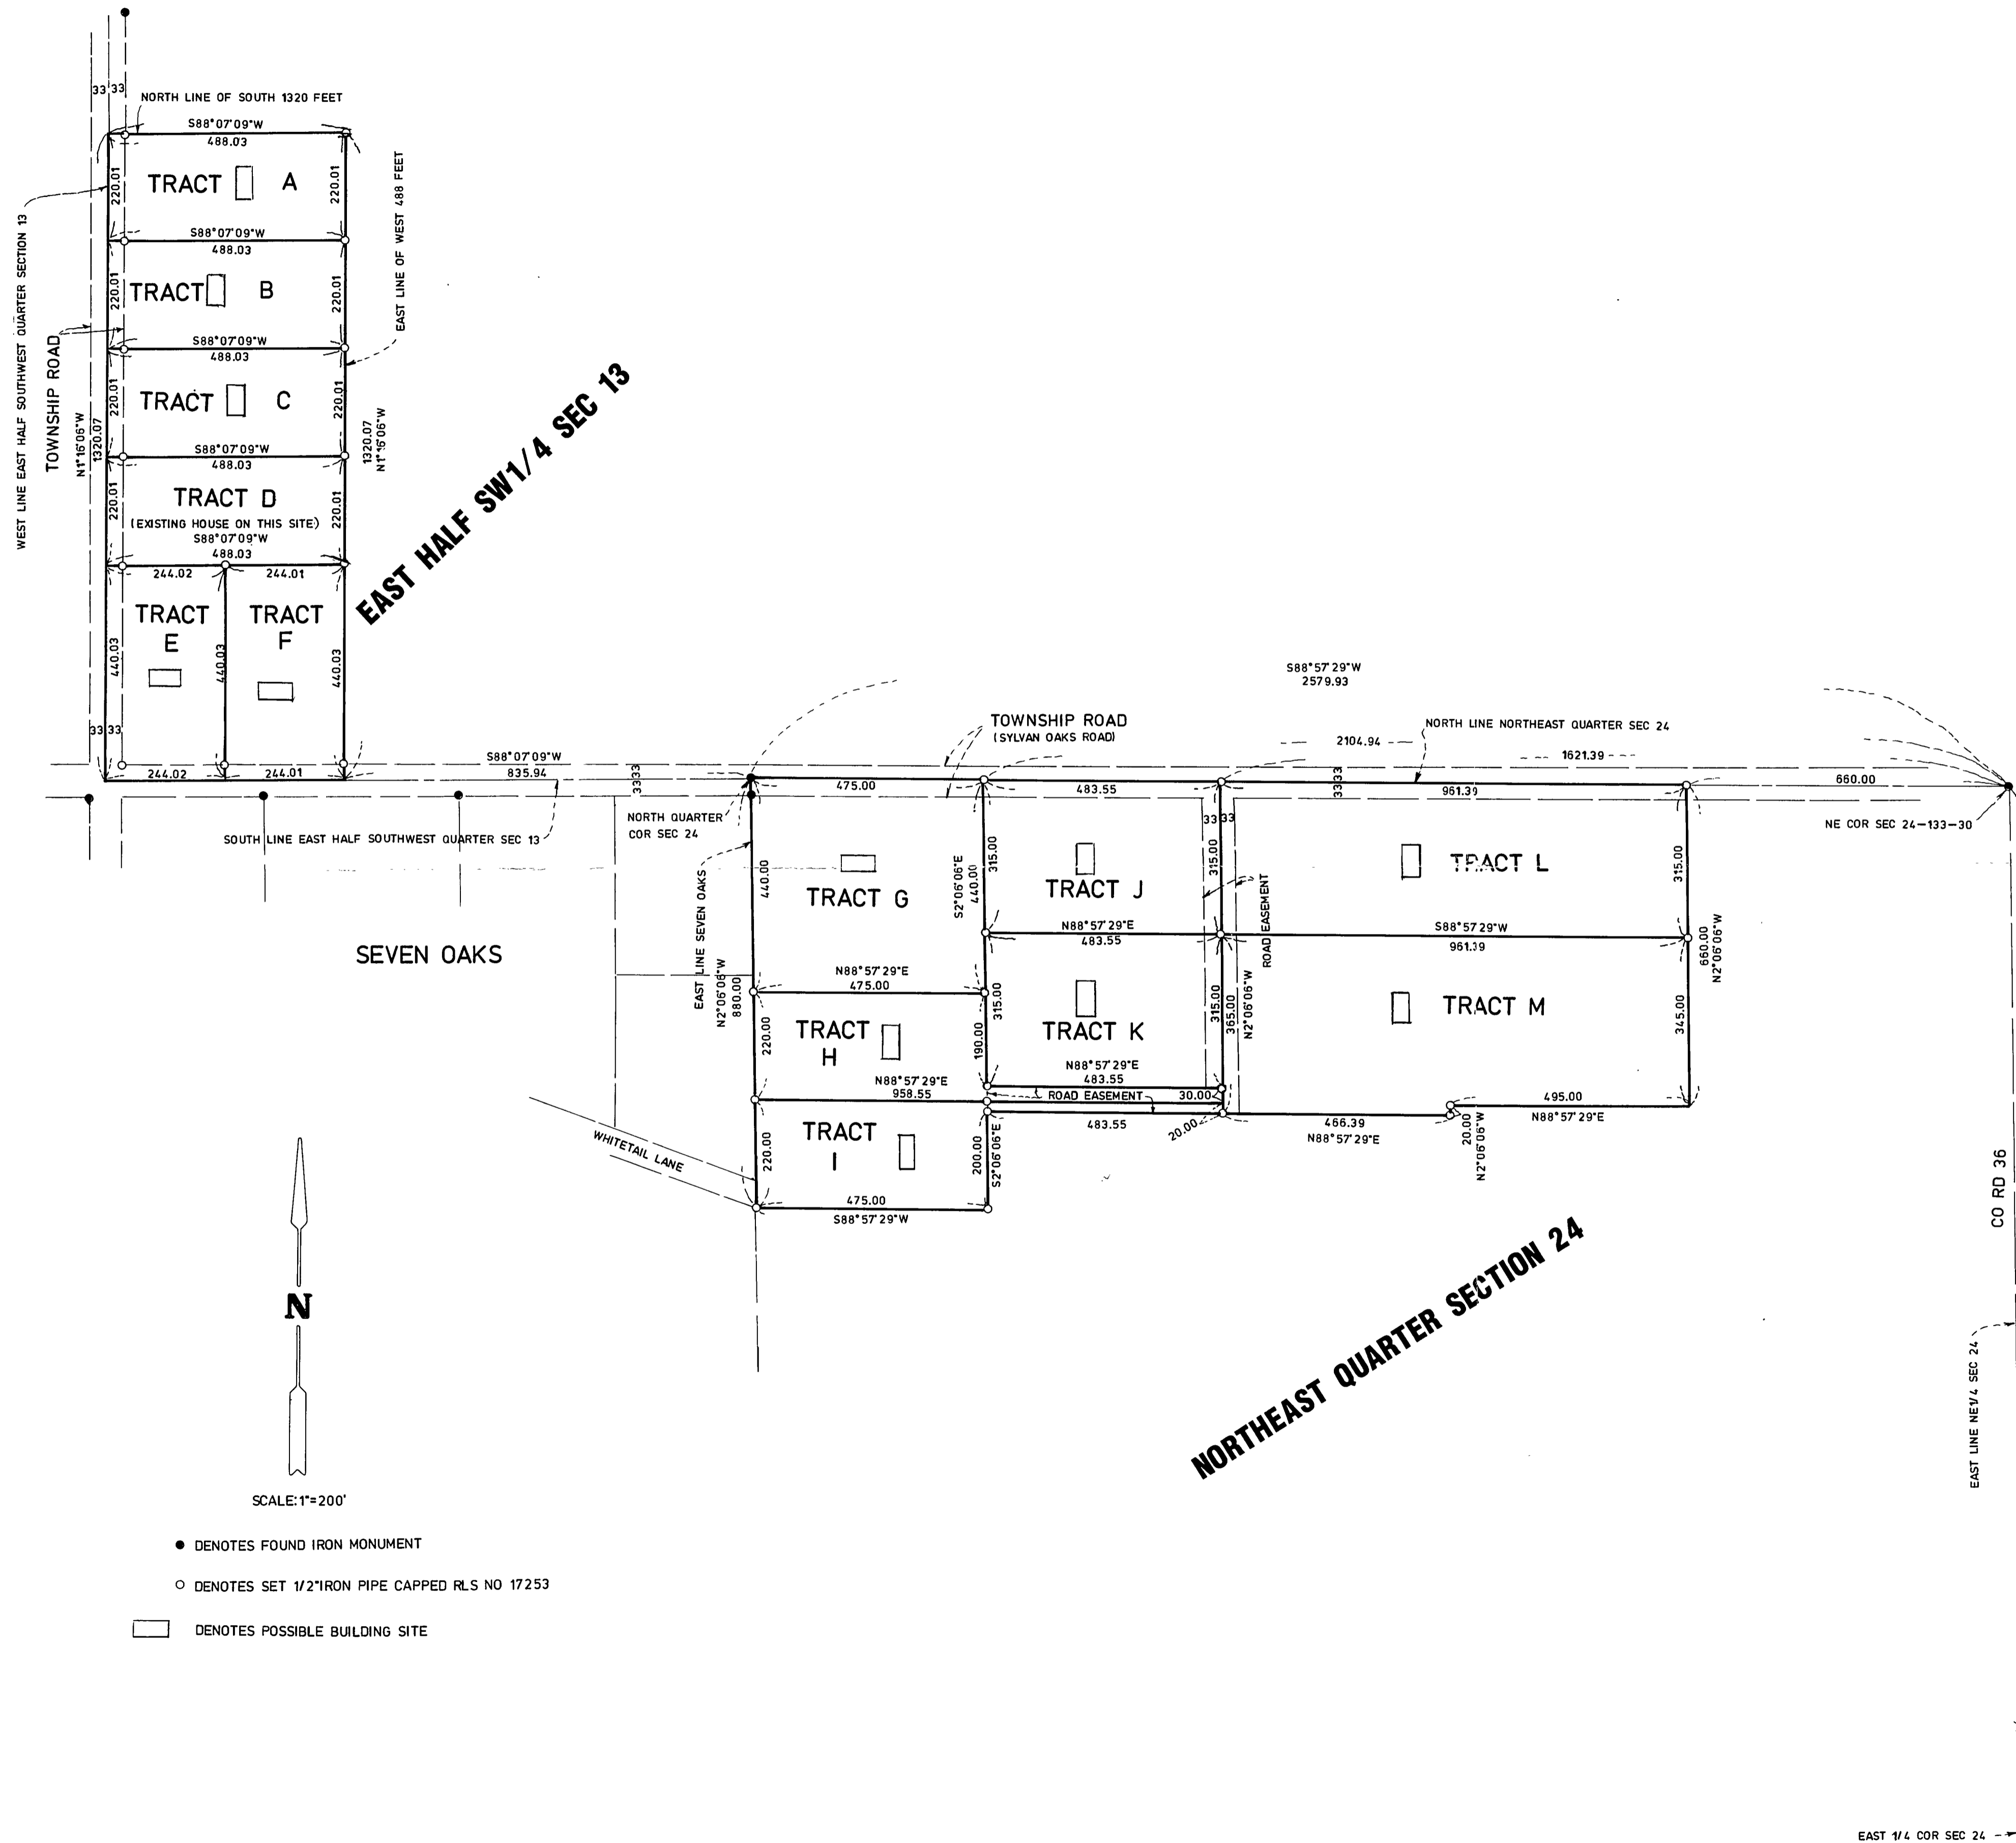 33 33
NORTH LINE OF SOUTH 1320 FEET
S88°07'09"W
488.03
220.01
TRACT A
220.01
WEST LINE EAST HALF SOUTHWEST QUARTER SECTION 13
EAST LINE OF WEST 488 FEET
S88°07'09"W
488.03
220.01
TRACT B
220.01
S88°07'09"W
488.03
TOWNSHIP ROAD
N1°16'06"W
1320.07
220.01
TRACT C
220.01
1320.07
N1°16'06"W
S88°07'09"W
488.03
220.01
TRACT D
220.01
(EXISTING HOUSE ON THIS SITE)
S88°07'09"W
488.03
244.02
244.01
TRACT
E
TRACT
F
440.03
440.03
440.03
33 33
244.02
244.01
EAST HALF SW1/4 SEC 13
S88°07'09"W
835.94
33 33
SOUTH LINE EAST HALF SOUTHWEST QUARTER SEC 13
S88°57'29"W
2579.93
TOWNSHIP ROAD
(SYLVAN OAKS ROAD)
NORTH LINE NORTHEAST QUARTER SEC 24
2104.94
1621.39
475.00
483.55
33 33
961.39
660.00
NORTH QUARTER
COR SEC 24
NE COR SEC 24-133-30
33 33
SEVEN OAKS
EAST LINE SEVEN OAKS
N2°06'06"W
880.00
440.00
TRACT G
S2°06'06"E
440.00
315.00
TRACT J
315.00
ROAD EASEMENT
TRACT L
315.00
N88°57'29"E
483.55
S88°57'29"W
961.39
660.00
N2°06'06"W
N88°57'29"E
475.00
220.00
TRACT
H
190.00
315.00
TRACT K
315.00
365.00
N2°06'06"W
TRACT M
345.00
N88°57'29"E
958.55
N88°57'29"E
483.55
ROAD EASEMENT
30.00
483.55
20.00
466.39
N88°57'29"E
20.00
N2°06'06"W
495.00
N88°57'29"E
220.00
TRACT
I
200.00
S2°06'06"E
475.00
S88°57'29"W
WHITETAIL LANE
CO RD 36
NORTHEAST QUARTER SECTION 24
EAST LINE NE1/4 SEC 24
N
SCALE: 1"=200'
DENOTES FOUND IRON MONUMENT
DENOTES SET 1/2"IRON PIPE CAPPED RLS NO 17253
DENOTES POSSIBLE BUILDING SITE
EAST 1/4 COR SEC 24